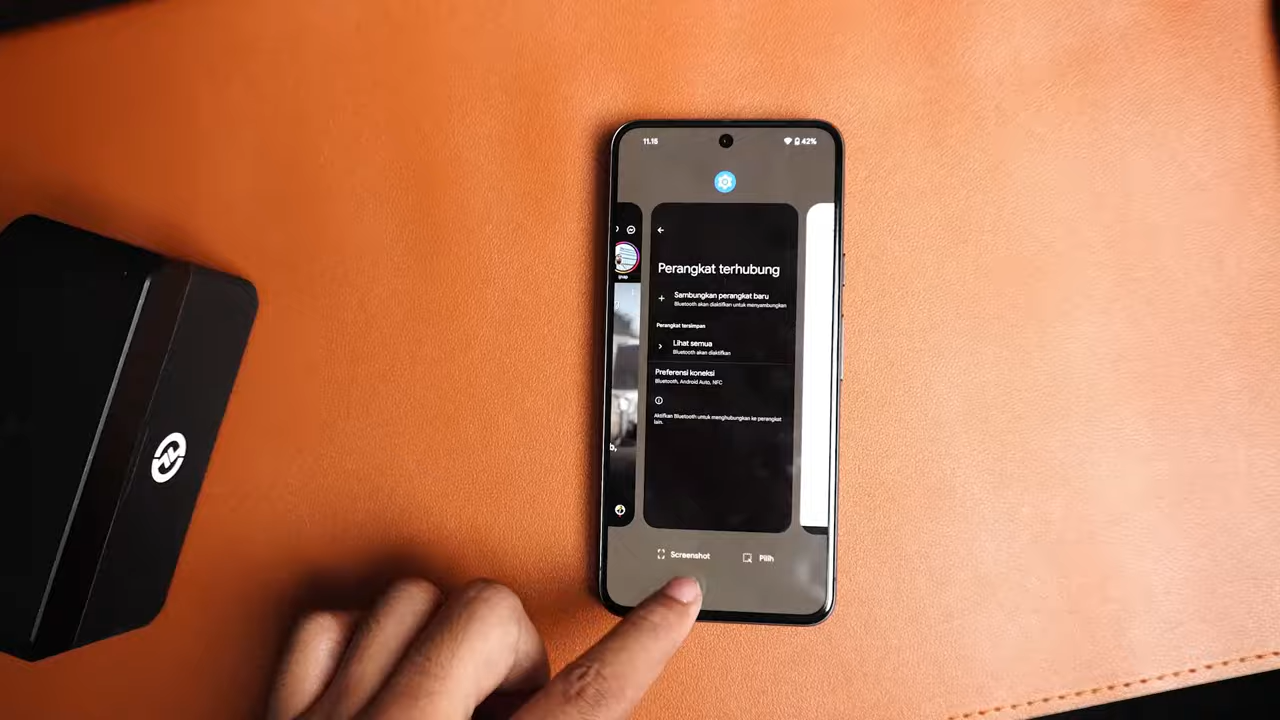 11.15
42%
Perangkat terhubung
Sambungkan perangkat baru
Bluetooth akan diaktifkan untuk menyambungkan
Perangkat tersimpan
Lihat semua
Bluetooth akan diaktifkan
Preferensi koneksi
Bluetooth, Android Auto, NFC
Aktifkan Bluetooth untuk menghubungkan ke perangkat
lain.
b,
Screenshot
Pilih